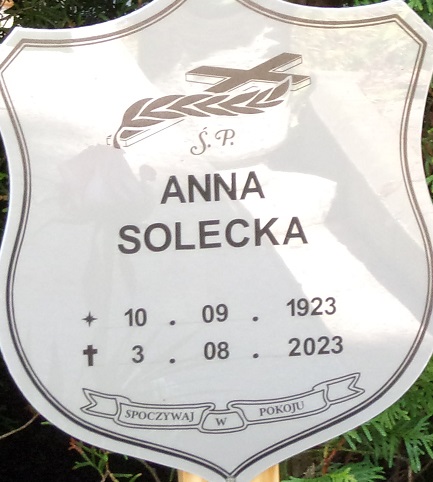 Ś. P.
ANNA
SOLECKA
10 . 09 . 1923
✝ 3 . 08 . 2023
SPOCZYWAJ W POKOJU